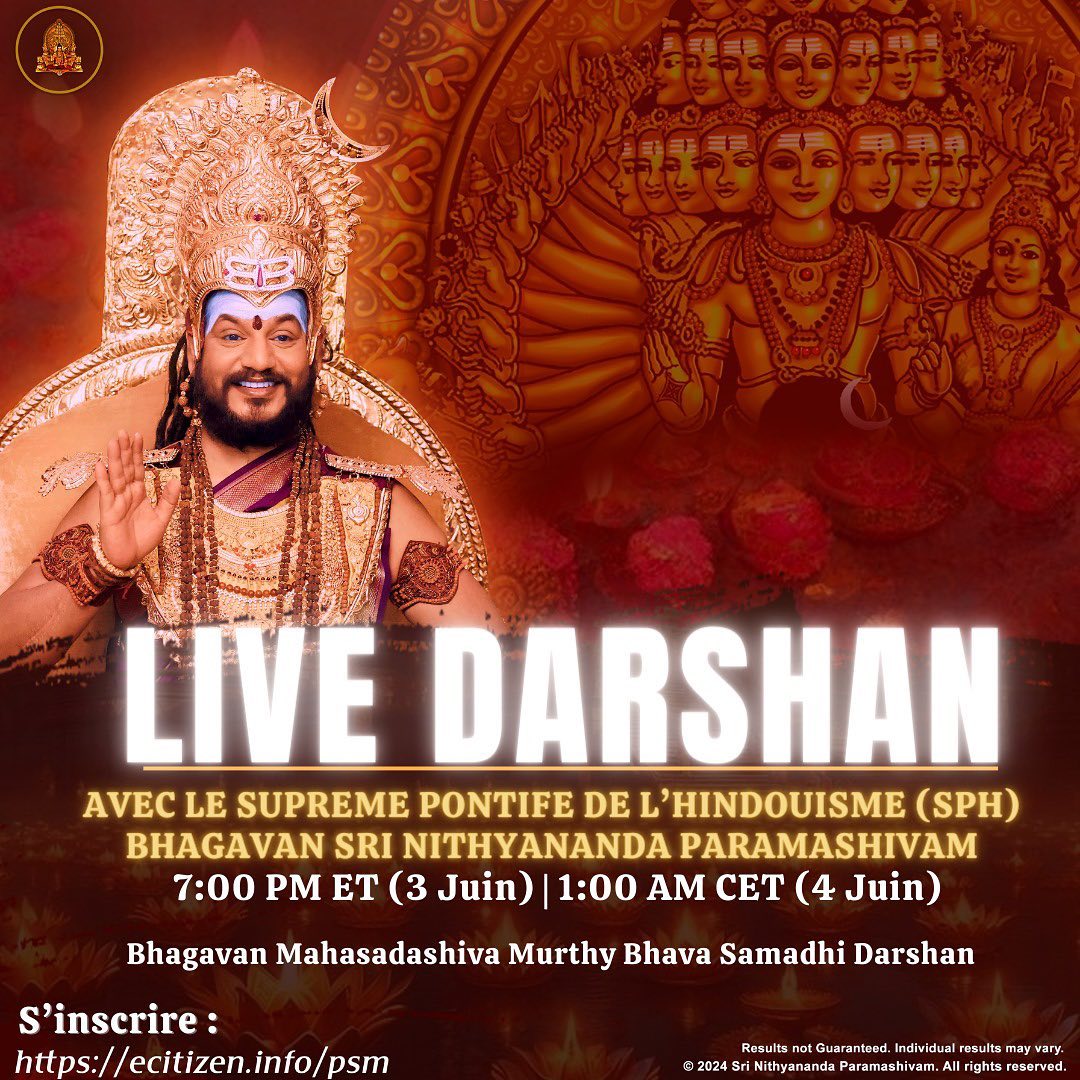 LIVE DARSHAN
AVEC LE SUPREME PONTIFE DE L’HINDOUISME (SPH)
BHAGAVAN SRI NITHYANANDA PARAMASHIVAM
7:00 PM ET (3 Juin) | 1:00 AM CET (4 Juin)
Bhagavan Mahasadashiva Murthy Bhava Samadhi Darshan
S’inscrire :
https://ecitizen.info/psm
Results not Guaranteed. Individual results may vary.
© 2024 Sri Nithyananda Paramashivam. All rights reserved.